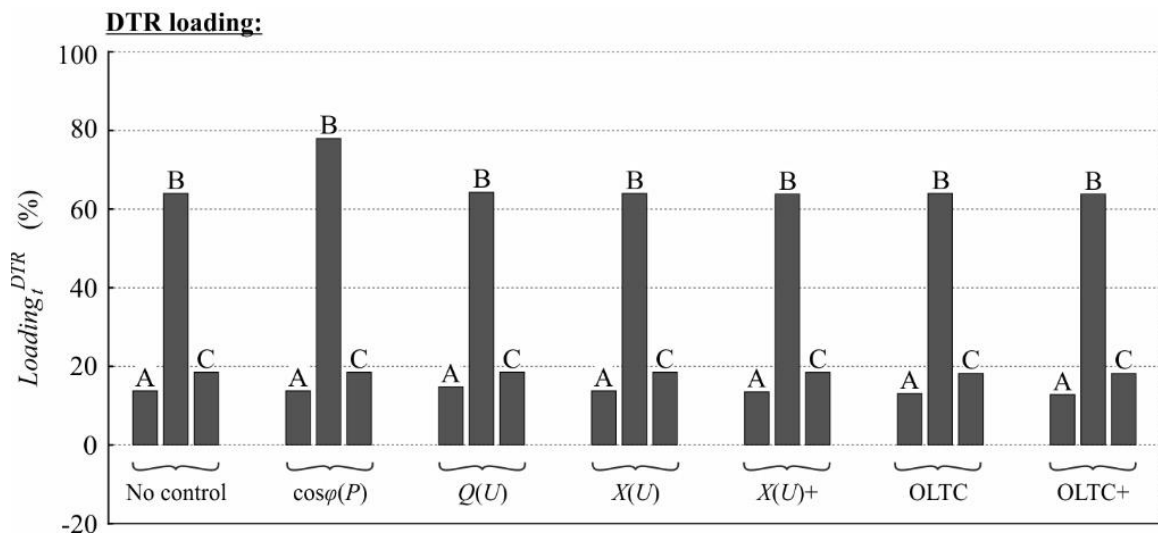 DTR loading:
100
80
60
40
20
0
-20
Loading_t^DTR (%)
A B C
A B C
A B C
A B C
A B C
A B C
A B C
No control
cosφ(P)
Q(U)
X(U)
X(U)+
OLTC
OLTC+